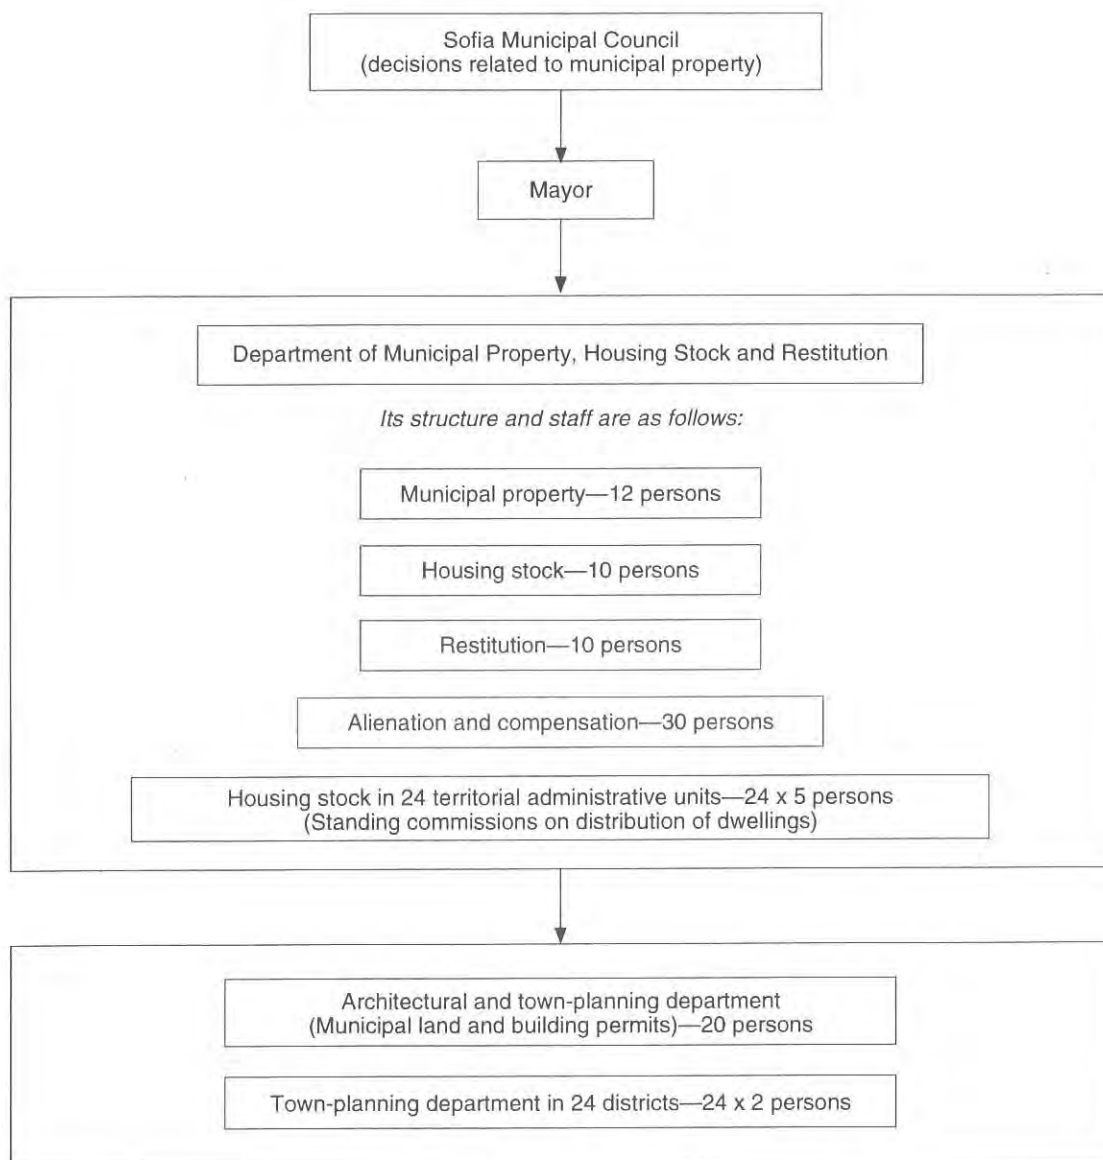 Sofia Municipal Council
(decisions related to municipal property)
Mayor
Department of Municipal Property, Housing Stock and Restitution
Its structure and staff are as follows:
Municipal property—12 persons
Housing stock—10 persons
Restitution—10 persons
Alienation and compensation—30 persons
Housing stock in 24 territorial administrative units—24 x 5 persons
(Standing commissions on distribution of dwellings)
Architectural and town-planning department
(Municipal land and building permits)—20 persons
Town-planning department in 24 districts—24 x 2 persons